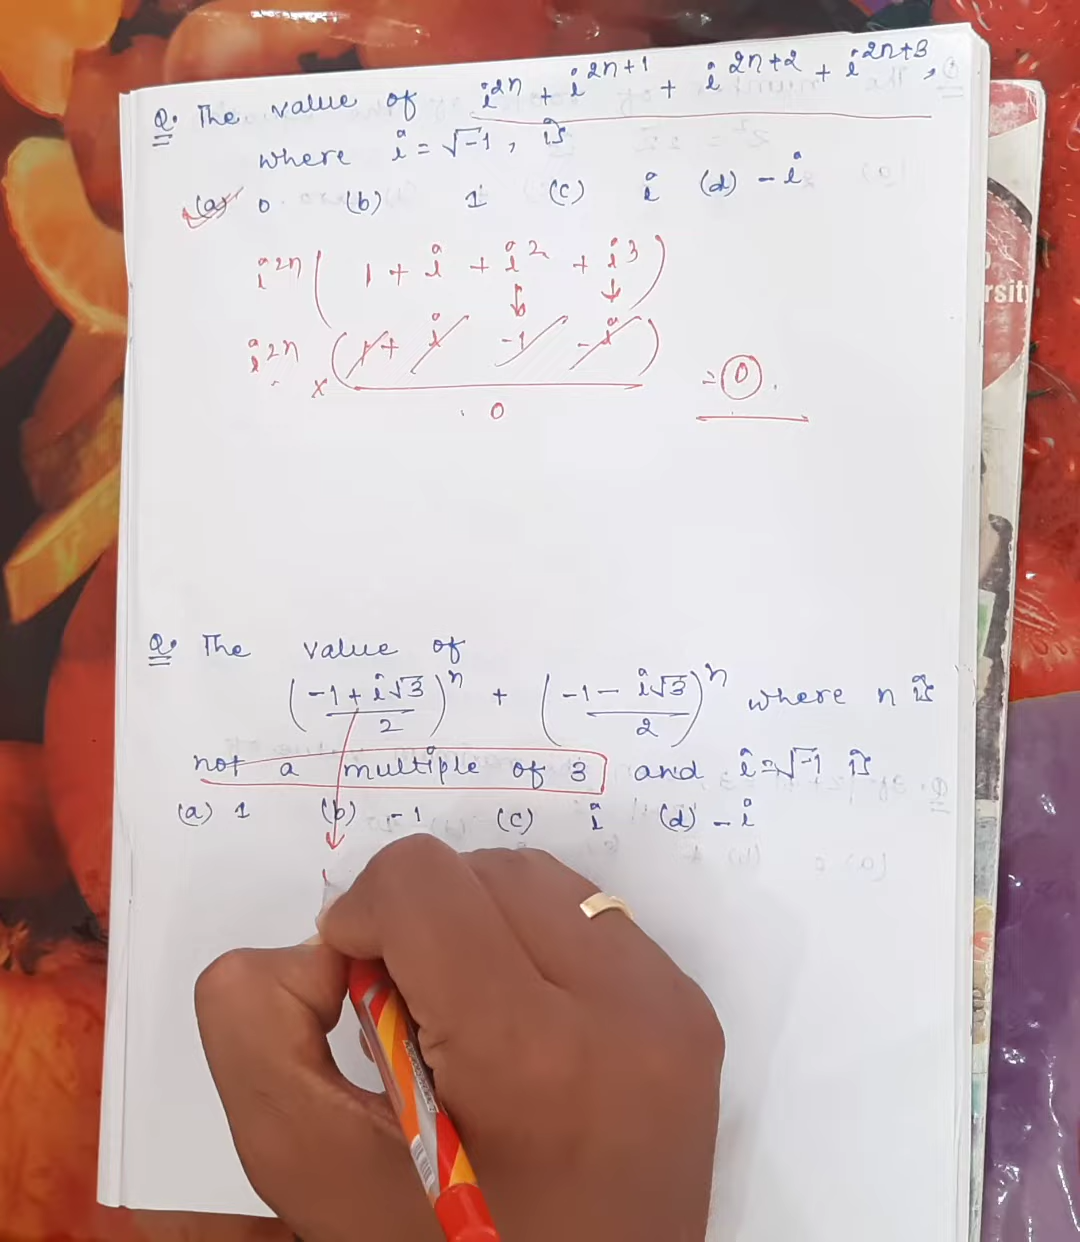 Q. The value of i^2n + i^2n+1 + i^2n+2 + i^2n+3,
where i = √-1, is
(a) 0 (b) 1 (c) i (d) - i
i^2n ( 1 + i + i^2 + i^3 )
i^2n × ( 1 + i - 1 - i ) = 0.
0
Q. The value of
((-1 + i√3)/2)^n + ((-1 - i√3)/2)^n where n is
not a multiple of 3 and i = √-1 is
(a) 1 (b) -1 (c) i (d) - i